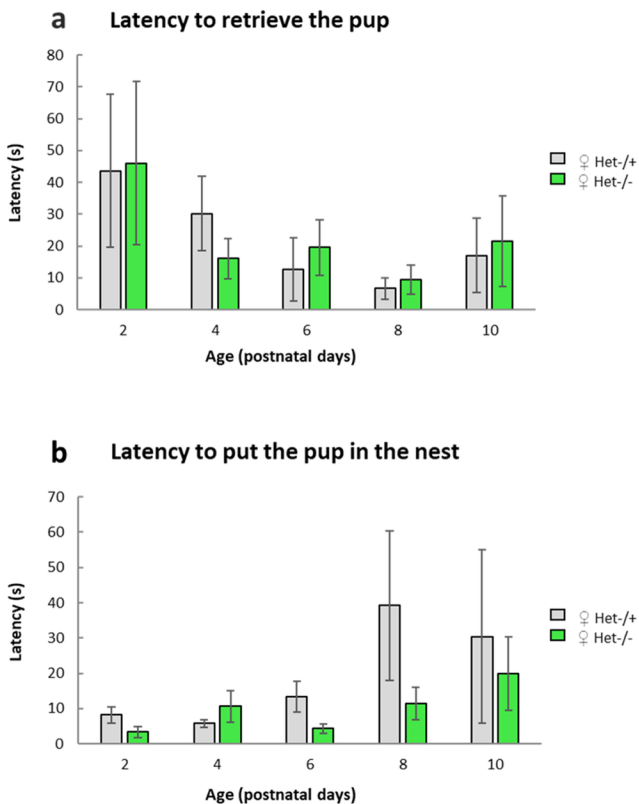 a Latency to retrieve the pup
80
70
60
50
40
30
20
10
0
Latency (s)
2 4 6 8 10
Age (postnatal days)
♀ Het-/+
♀ Het-/-
b Latency to put the pup in the nest
70
60
50
40
30
20
10
0
Latency (s)
2 4 6 8 10
Age (postnatal days)
♀ Het-/+
♀ Het-/-